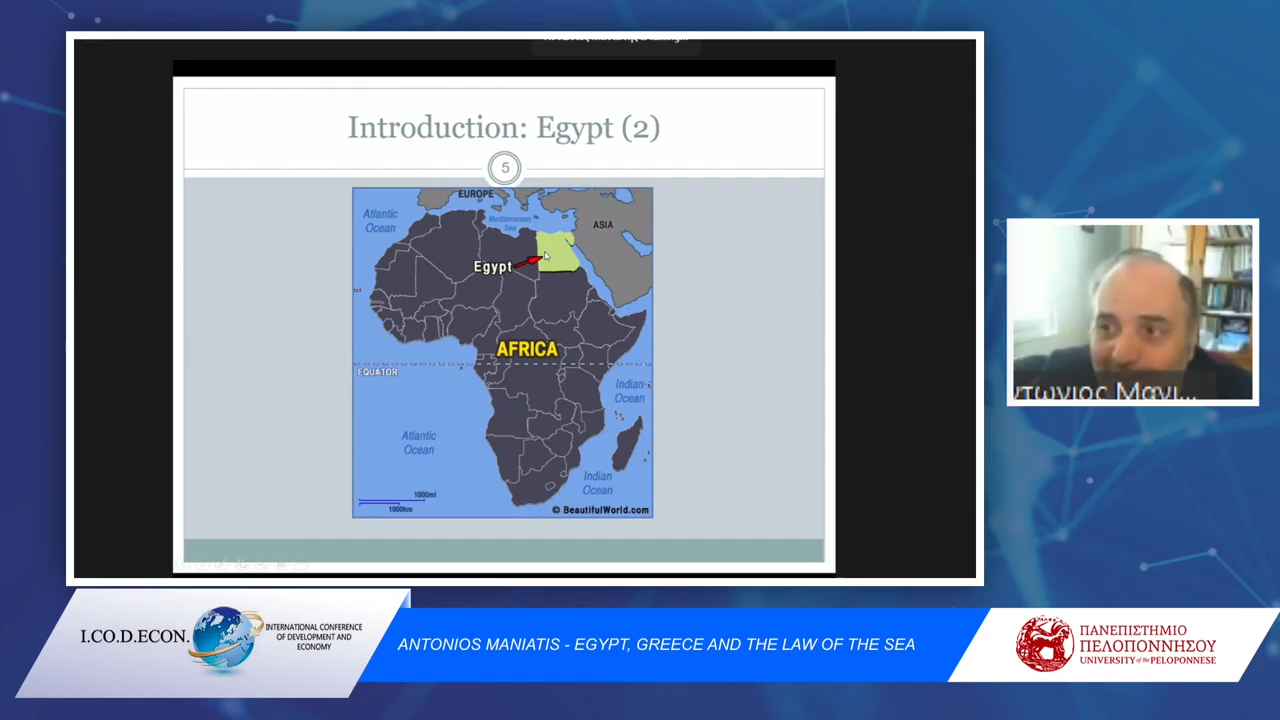 Introduction: Egypt (2)
5
EUROPE
Atlantic
Ocean
Mediterranean
Sea
ASIA
Egypt
AFRICA
EQUATOR
Indian
Ocean
Atlantic
Ocean
Indian
Ocean
1000mi
1000km
© BeautifulWorld.com
ντώνιος Μανι...
I.CO.D.ECON.
INTERNATIONAL CONFERENCE
OF DEVELOPMENT AND
ECONOMY
ANTONIOS MANIATIS - EGYPT, GREECE AND THE LAW OF THE SEA
ΠΑΝΕΠΙΣΤΗΜΙΟ
ΠΕΛΟΠΟΝΝΗΣΟΥ
UNIVERSITY of the PELOPONNESE